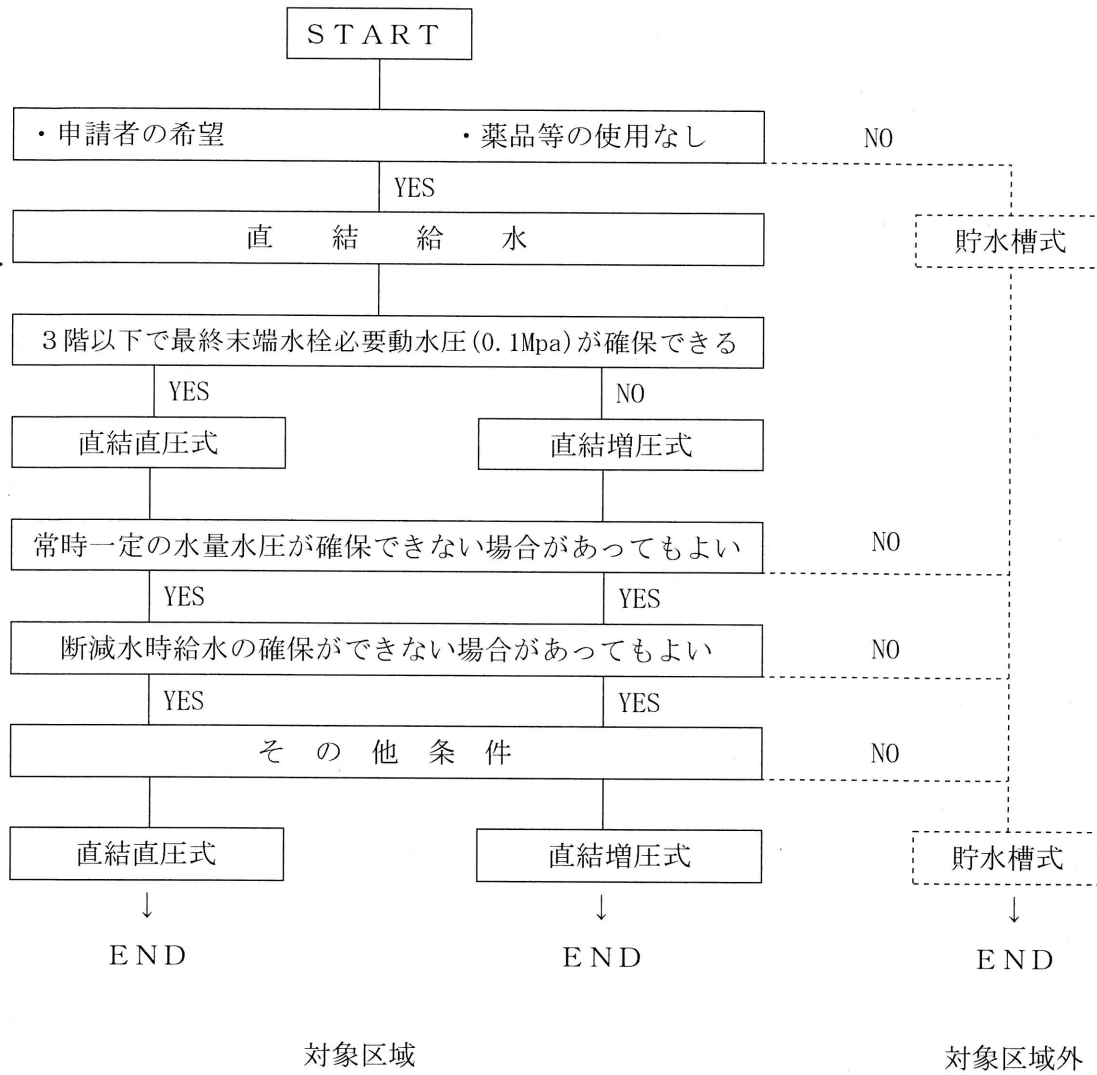 ＳＴＡＲＴ
・申請者の希望　・薬品等の使用なし　NO
YES
直結給水　貯水槽式
３階以下で最終末端水栓必要動水圧(0.1Mpa)が確保できる
YES　NO
直結直圧式　直結増圧式
常時一定の水量水圧が確保できない場合があってもよい　NO
YES　YES
断減水時給水の確保ができない場合があってもよい　NO
YES　YES
その他条件　NO
直結直圧式　直結増圧式　貯水槽式
↓　↓　↓
ＥＮＤ　ＥＮＤ　ＥＮＤ
対象区域　対象区域外